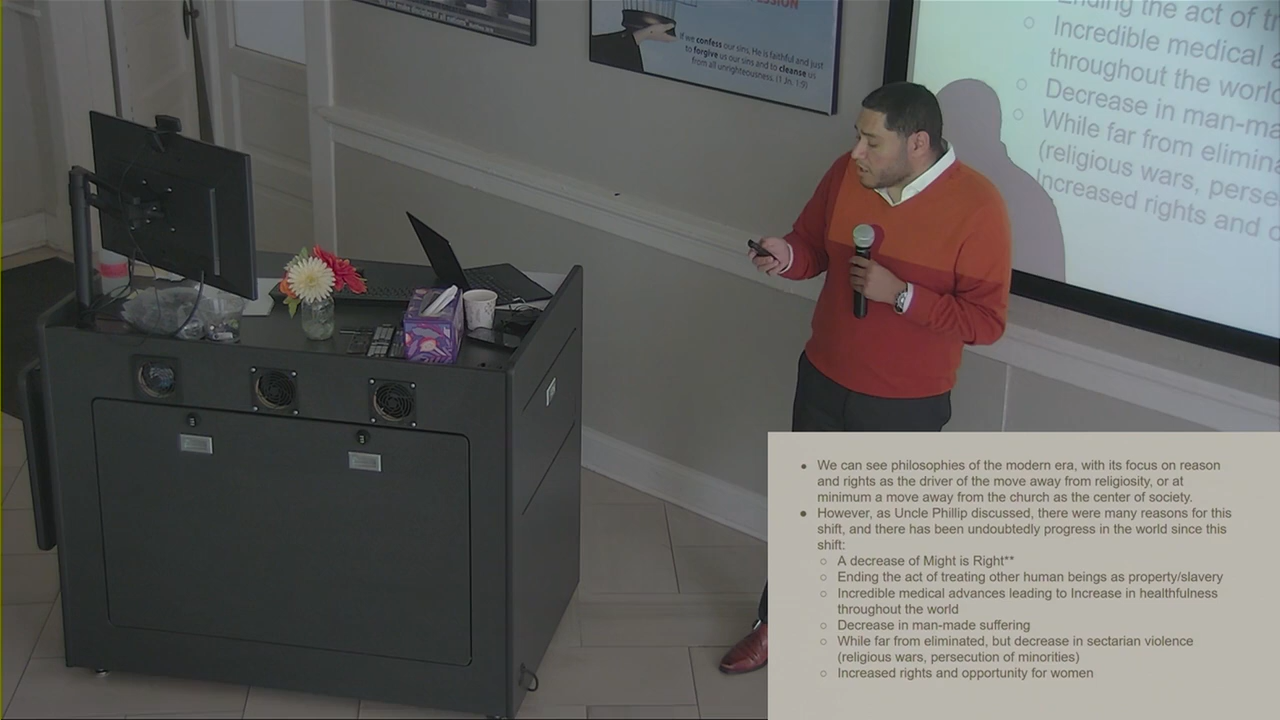 ESSION
If we confess our sins, He is faithful and just
to forgive us our sins and to cleanse us
from all unrighteousness. (1 Jn. 1:9)
Ending the act of t
○ Incredible medical a
throughout the world
○ Decrease in man-ma
○ While far from elimina
(religious wars, perse
Increased rights and o
● We can see philosophies of the modern era, with its focus on reason
and rights as the driver of the move away from religiosity, or at
minimum a move away from the church as the center of society.
● However, as Uncle Phillip discussed, there were many reasons for this
shift, and there has been undoubtedly progress in the world since this
shift:
○ A decrease of Might is Right**
○ Ending the act of treating other human beings as property/slavery
○ Incredible medical advances leading to Increase in healthfulness
throughout the world
○ Decrease in man-made suffering
○ While far from eliminated, but decrease in sectarian violence
(religious wars, persecution of minorities)
○ Increased rights and opportunity for women